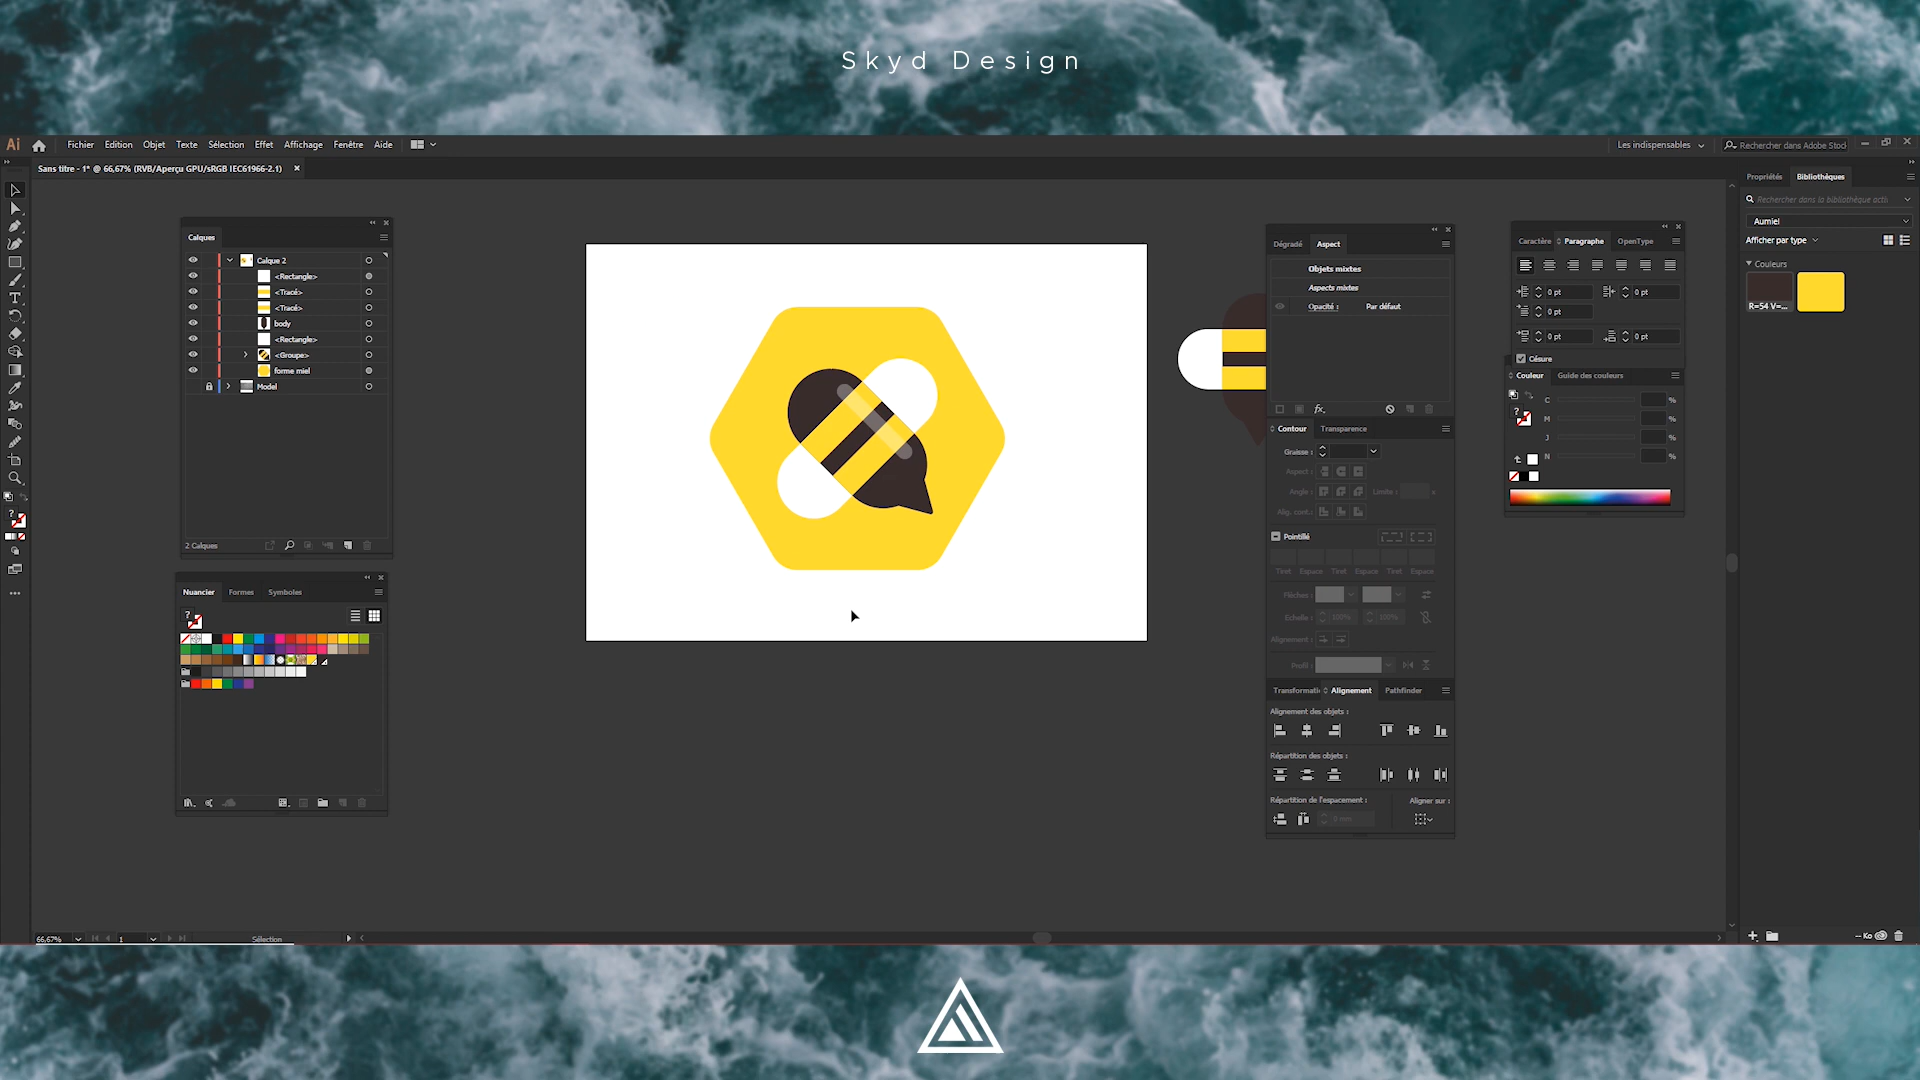 Skyd Design
Ai Fichier Edition Objet Texte Sélection Effet Affichage Fenêtre Aide Les indispensables Rechercher dans Adobe Stock
Sans titre - 1* @ 66,67% (RVB/Aperçu GPU/sRGB IEC61966-2.1)
Calques
Calque 2
<Rectangle>
<Tracé>
<Tracé>
body
<Rectangle>
<Groupe>
forme miel
Model
2 Calques
Nuancier Formes Symboles
Dégradé Aspect
Objets mixtes
Aspects mixtes
Opacité : Par défaut
fx.
Contour Transparence
Graisse :
Aspect :
Angle : Limite :
Alig. cont. :
Pointillé
Tiret Espace Tiret Espace Tiret Espace
Flèches :
Echelle : 100% 100%
Alignement :
Profil :
Transformati Alignement Pathfinder
Alignement des objets :
Répartition des objets :
Répartition de l'espacement : Aligner sur :
0 mm
Caractère Paragraphe OpenType
0 pt 0 pt
0 pt
0 pt 0 pt
Césure
Couleur Guide des couleurs
C %
M %
J %
N %
Propriétés Bibliothèques
Rechercher dans la bibliothèque acti
Aumiel
Afficher par type
Couleurs
R=54 V=...
66,67% 1 Sélection
-- Ko